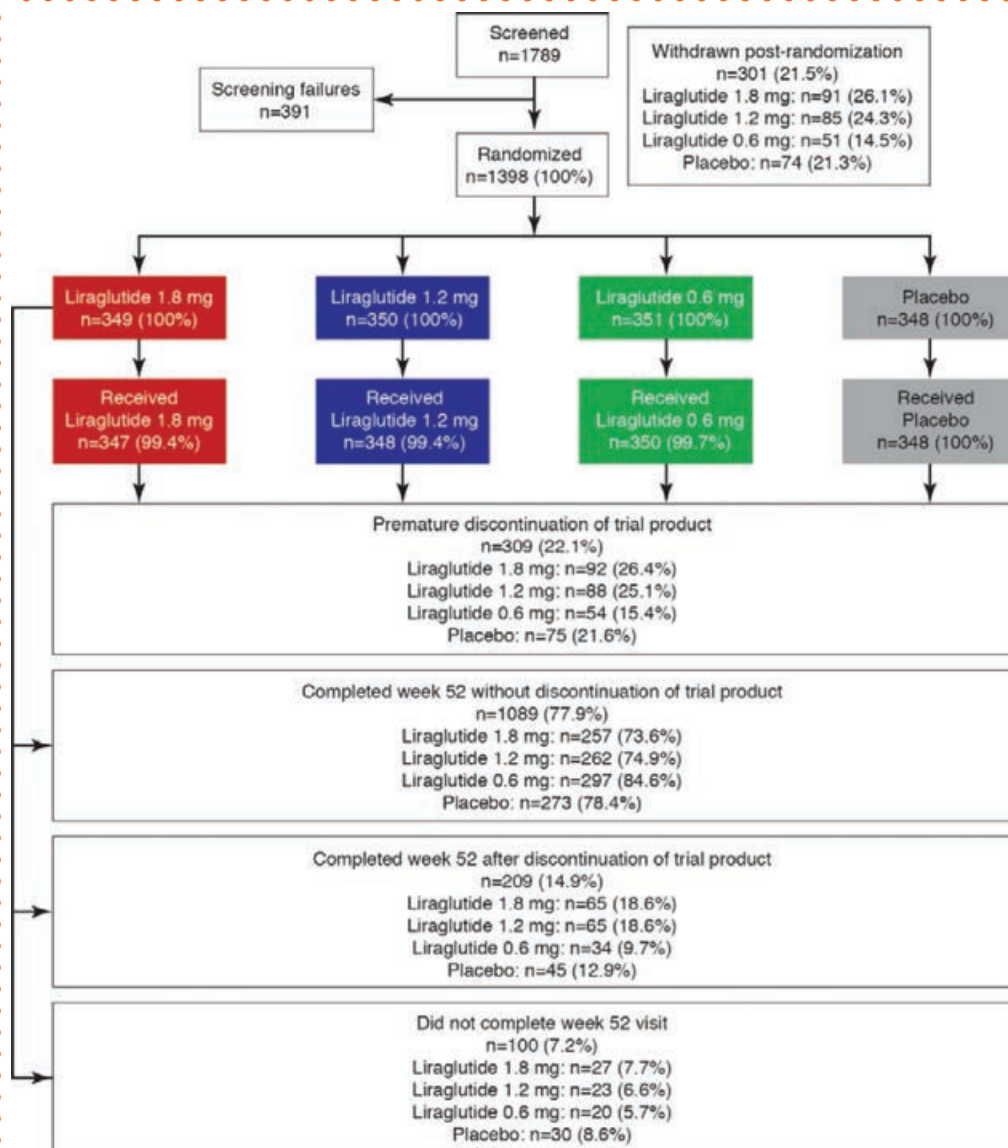 Screened
n=1789
Withdrawn post-randomization
n=301 (21.5%)
Liraglutide 1.8 mg: n=91 (26.1%)
Liraglutide 1.2 mg: n=85 (24.3%)
Liraglutide 0.6 mg: n=51 (14.5%)
Placebo: n=74 (21.3%)
Screening failures
n=391
Randomized
n=1398 (100%)
Liraglutide 1.8 mg
n=349 (100%)
Liraglutide 1.2 mg
n=350 (100%)
Liraglutide 0.6 mg
n=351 (100%)
Placebo
n=348 (100%)
Received
Liraglutide 1.8 mg
n=347 (99.4%)
Received
Liraglutide 1.2 mg
n=348 (99.4%)
Received
Liraglutide 0.6 mg
n=350 (99.7%)
Received
Placebo
n=348 (100%)
Premature discontinuation of trial product
n=309 (22.1%)
Liraglutide 1.8 mg: n=92 (26.4%)
Liraglutide 1.2 mg: n=88 (25.1%)
Liraglutide 0.6 mg: n=54 (15.4%)
Placebo: n=75 (21.6%)
Completed week 52 without discontinuation of trial product
n=1089 (77.9%)
Liraglutide 1.8 mg: n=257 (73.6%)
Liraglutide 1.2 mg: n=262 (74.9%)
Liraglutide 0.6 mg: n=297 (84.6%)
Placebo: n=273 (78.4%)
Completed week 52 after discontinuation of trial product
n=209 (14.9%)
Liraglutide 1.8 mg: n=65 (18.6%)
Liraglutide 1.2 mg: n=65 (18.6%)
Liraglutide 0.6 mg: n=34 (9.7%)
Placebo: n=45 (12.9%)
Did not complete week 52 visit
n=100 (7.2%)
Liraglutide 1.8 mg: n=27 (7.7%)
Liraglutide 1.2 mg: n=23 (6.6%)
Liraglutide 0.6 mg: n=20 (5.7%)
Placebo: n=30 (8.6%)